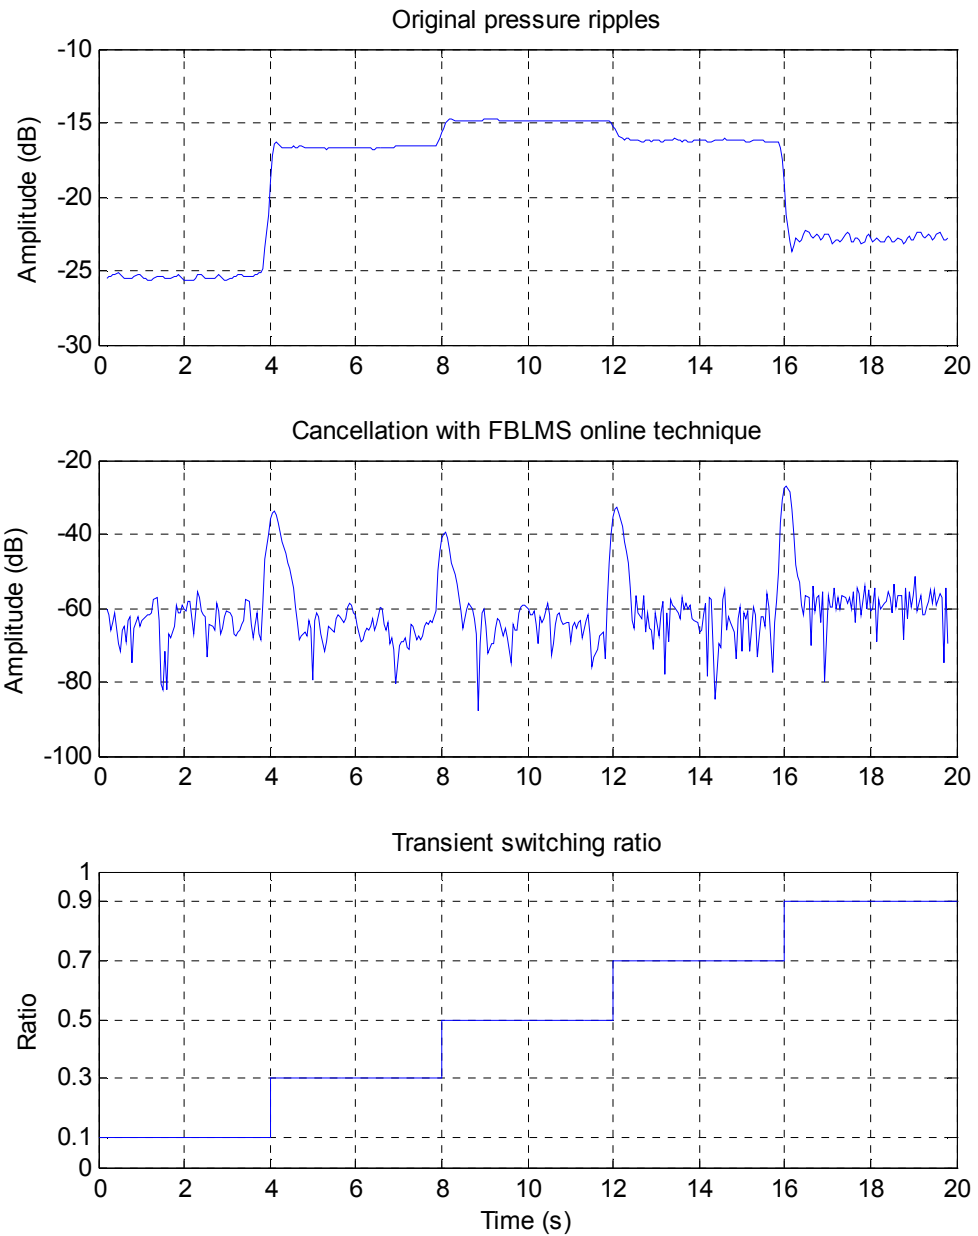 Original pressure ripples
-10
-15
-20
-25
-30
Amplitude (dB)
0 2 4 6 8 10 12 14 16 18 20
Cancellation with FBLMS online technique
-20
-40
-60
-80
-100
Amplitude (dB)
0 2 4 6 8 10 12 14 16 18 20
Transient switching ratio
1
0.9
0.7
0.5
0.3
0.1
0
Ratio
0 2 4 6 8 10 12 14 16 18 20
Time (s)